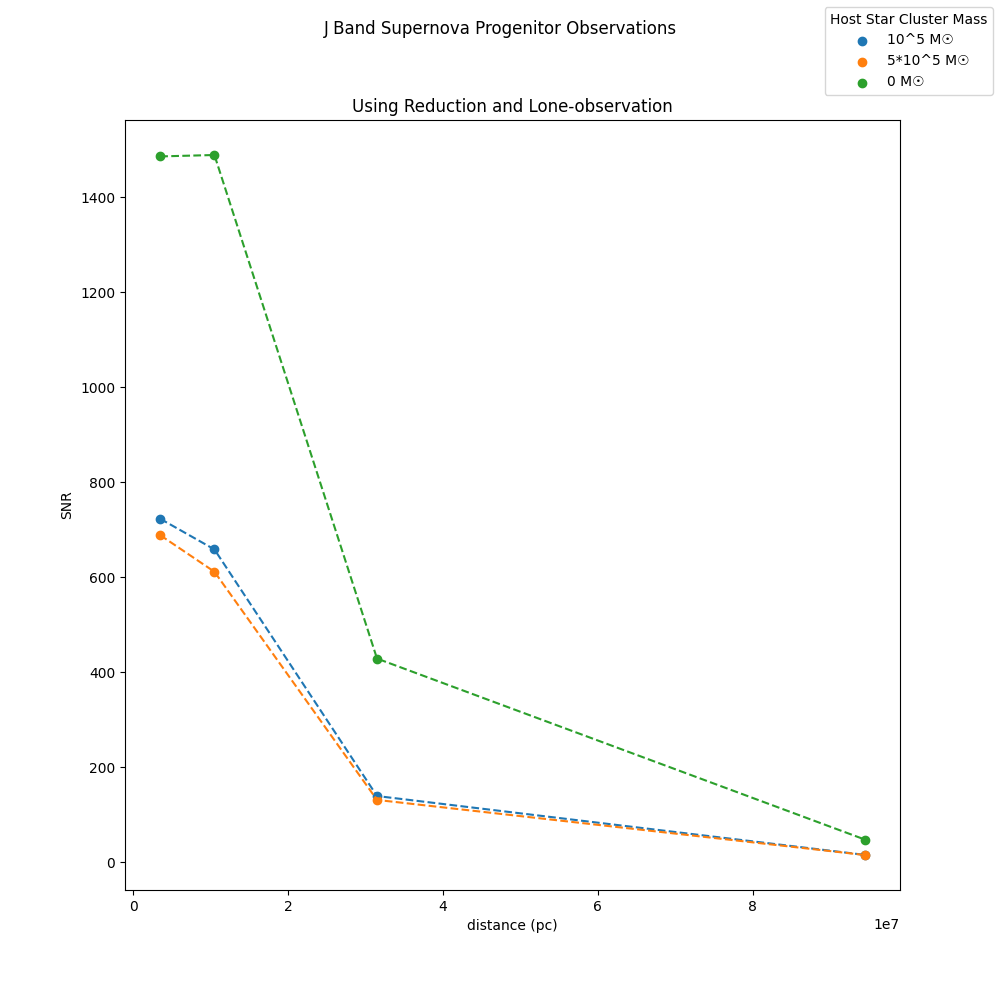 J Band Supernova Progenitor Observations
Host Star Cluster Mass
10^5 M☉
5*10^5 M☉
0 M☉
Using Reduction and Lone-observation
SNR
1400
1200
1000
800
600
400
200
0
0 2 4 6 8
1e7
distance (pc)